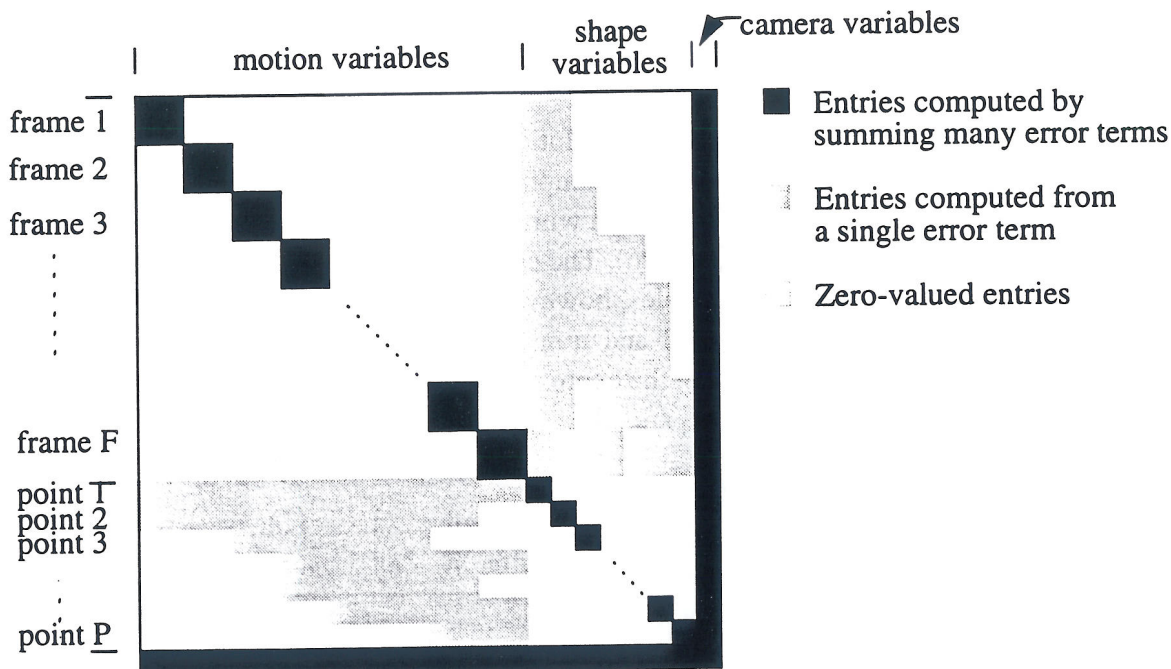 motion variables
shape
variables
camera variables
frame 1
frame 2
frame 3
frame F
point 1
point 2
point 3
point P
Entries computed by
summing many error terms
Entries computed from
a single error term
Zero-valued entries